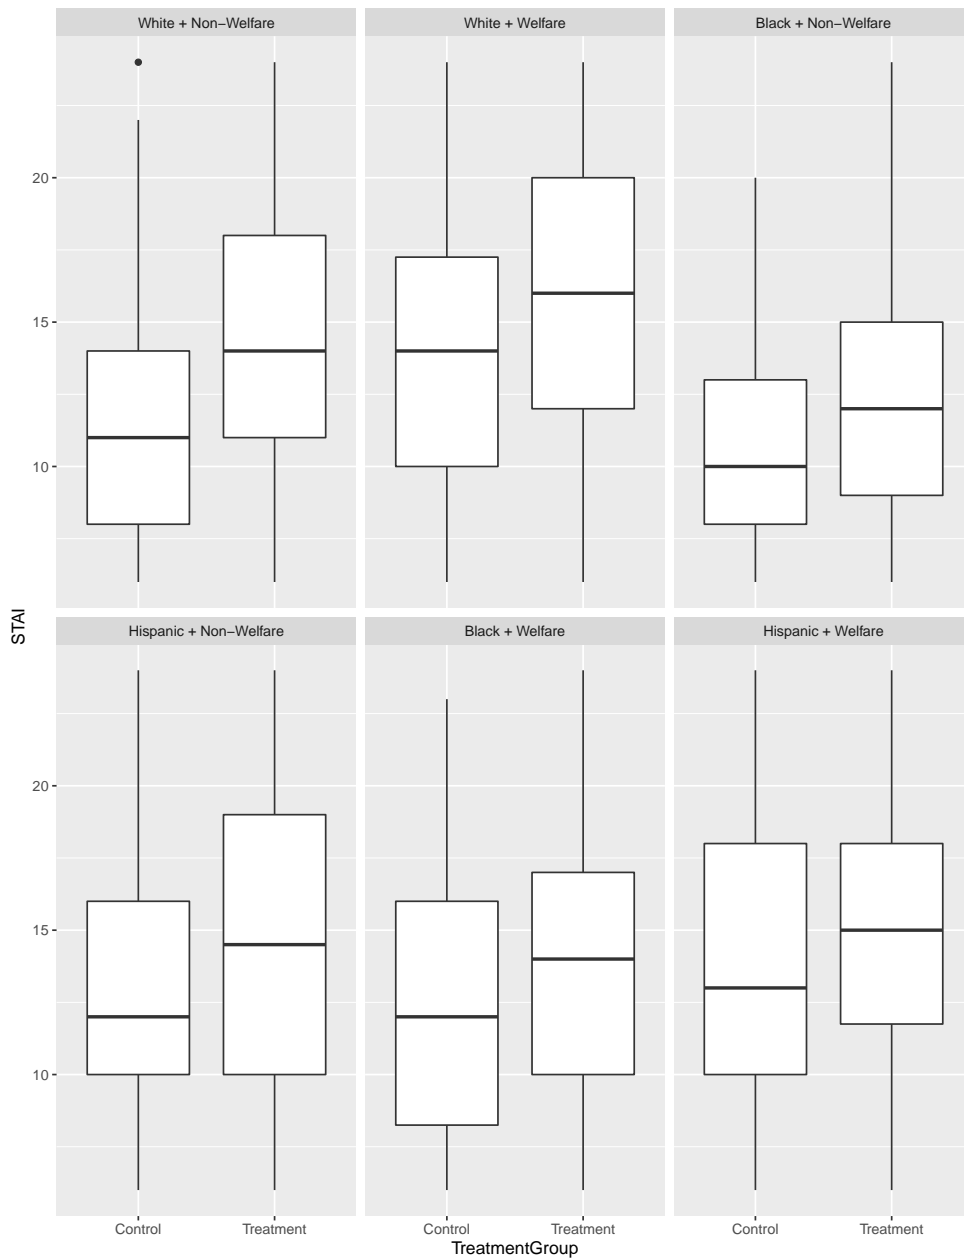 White + Non−Welfare
White + Welfare
Black + Non−Welfare
20
15
10
STAI
Hispanic + Non−Welfare
Black + Welfare
Hispanic + Welfare
20
15
10
Control
Treatment
Control
Treatment
Control
Treatment
TreatmentGroup